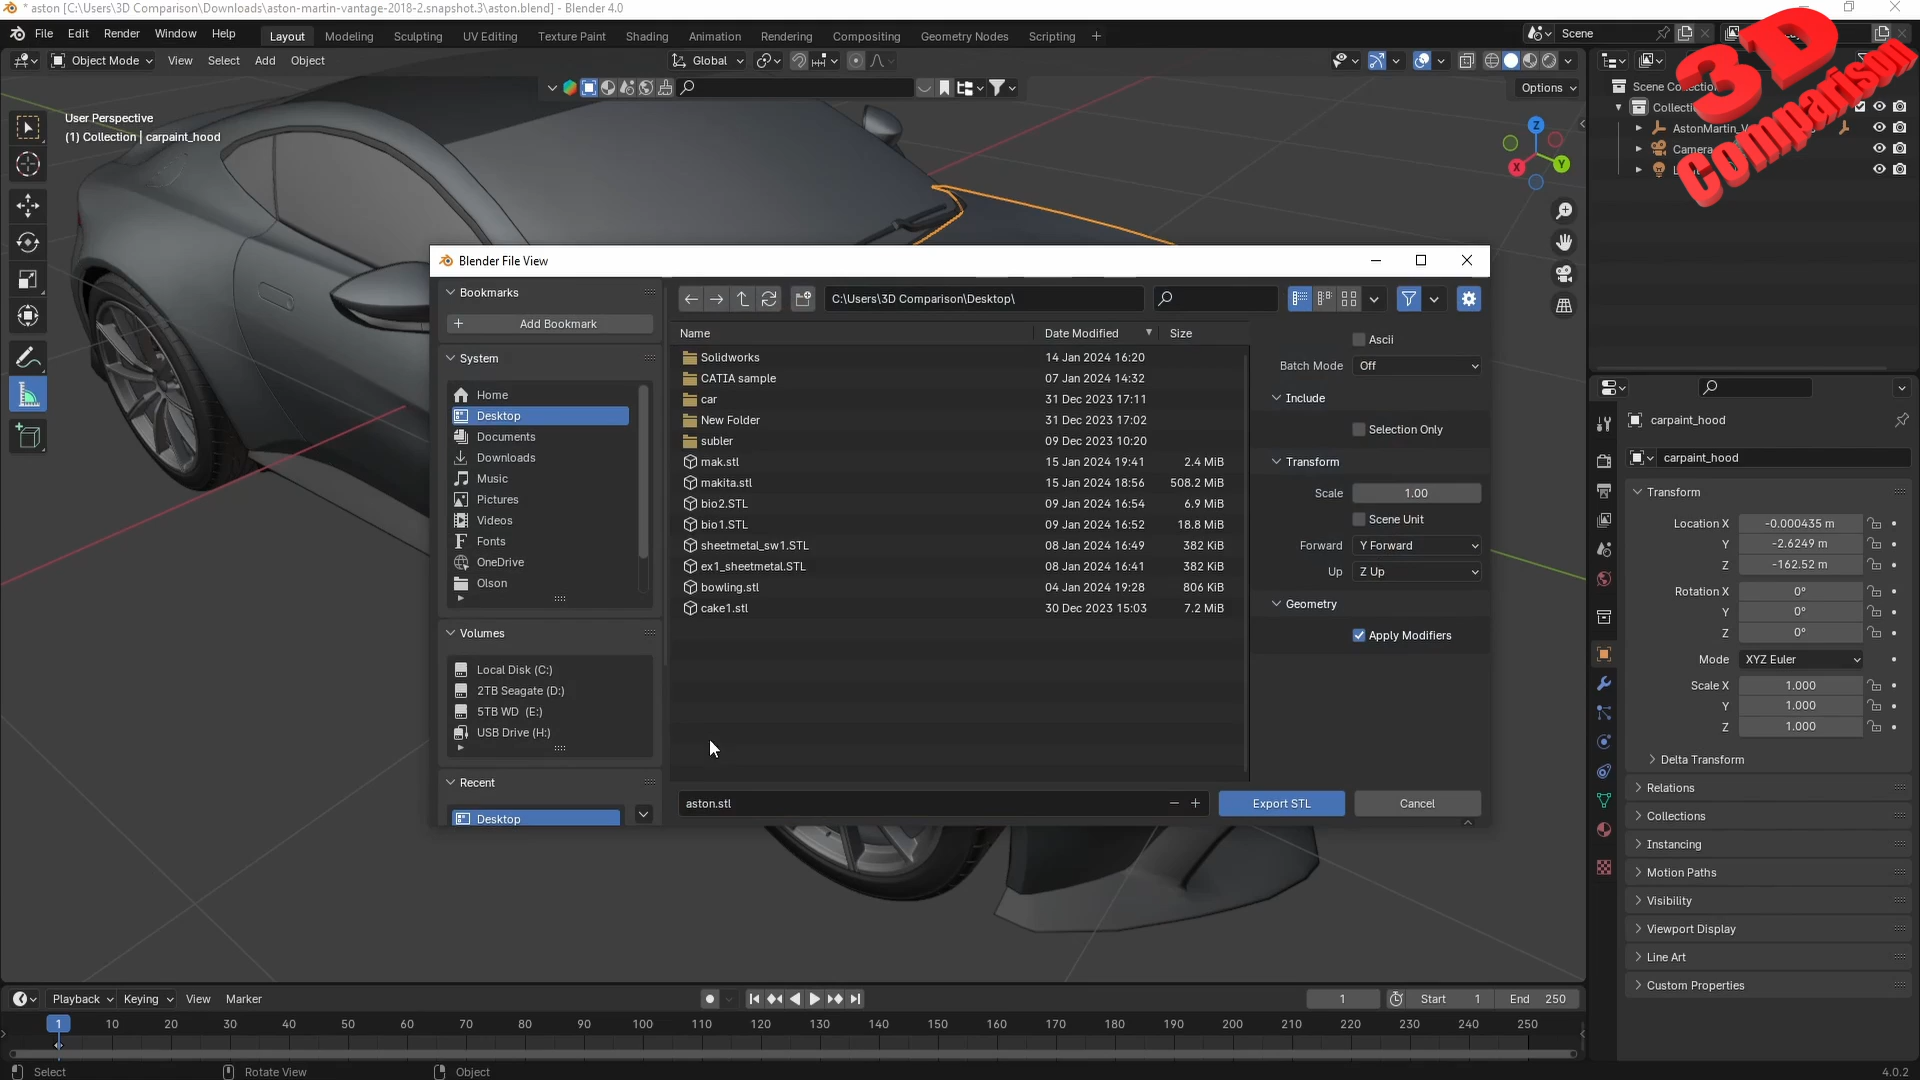 * aston [C:\Users\3D Comparison\Downloads\aston-martin-vantage-2018-2.snapshot.3\aston.blend] - Blender 4.0
File Edit Render Window Help Layout Modeling Sculpting UV Editing Texture Paint Shading Animation Rendering Compositing Geometry Nodes Scripting + Scene
Object Mode View Select Add Object Global
Options
User Perspective
(1) Collection | carpaint_hood
Scene Collection
AstonMartin_V
Camera
3D
Comparison
Z
Y
X
Blender File View
Bookmarks
Add Bookmark
System
Home
Desktop
Documents
Downloads
Music
Pictures
Videos
Fonts
OneDrive
Olson
Volumes
Local Disk (C:)
2TB Seagate (D:)
5TB WD (E:)
USB Drive (H:)
Recent
Desktop
C:\Users\3D Comparison\Desktop\
Name Date Modified Size
Solidworks 14 Jan 2024 16:20
CATIA sample 07 Jan 2024 14:32
car 31 Dec 2023 17:11
New Folder 31 Dec 2023 17:02
subler 09 Dec 2023 10:20
mak.stl 15 Jan 2024 19:41 2.4 MiB
makita.stl 15 Jan 2024 18:56 508.2 MiB
bio2.STL 09 Jan 2024 16:54 6.9 MiB
bio1.STL 09 Jan 2024 16:52 18.8 MiB
sheetmetal_sw1.STL 08 Jan 2024 16:49 382 KiB
ex1_sheetmetal.STL 08 Jan 2024 16:41 382 KiB
bowling.stl 04 Jan 2024 19:28 806 KiB
cake1.stl 30 Dec 2023 15:03 7.2 MiB
aston.stl Export STL Cancel
Ascii
Batch Mode Off
Include
Selection Only
Transform
Scale 1.00
Scene Unit
Forward Y Forward
Up Z Up
Geometry
Apply Modifiers
carpaint_hood
carpaint_hood
Transform
Location X -0.000435 m
Y -2.6249 m
Z -162.52 m
Rotation X 0°
Y 0°
Z 0°
Mode XYZ Euler
Scale X 1.000
Y 1.000
Z 1.000
Delta Transform
Relations
Collections
Instancing
Motion Paths
Visibility
Viewport Display
Line Art
Custom Properties
Playback Keying View Marker 1 Start 1 End 250
1 10 20 30 40 50 60 70 80 90 100 110 120 130 140 150 160 170 180 190 200 210 220 230 240 250
Select Rotate View Object 4.0.2